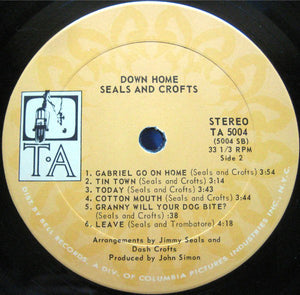 DOWN HOME
SEALS AND CROFTS
STEREO
TA 5004
(5004 SB)
33 1/3 RPM
Side 2
T·A
1. GABRIEL GO ON HOME (Seals and Crofts) 3:54
2. TIN TOWN (Seals and Crofts) 3:14
3. TODAY (Seals and Crofts) 3:43
4. COTTON MOUTH (Seals and Crofts) 2:15
5. GRANNY WILL YOUR DOG BITE?
(Seals and Crofts) :38
6. LEAVE (Seals and Trombatore) 4:18
Arrangements by Jimmy Seals and
Dash Crofts
Produced by John Simon
DIST. BY BELL RECORDS, A DIV. OF COLUMBIA PICTURES INDUSTRIES INC., N.Y.C.